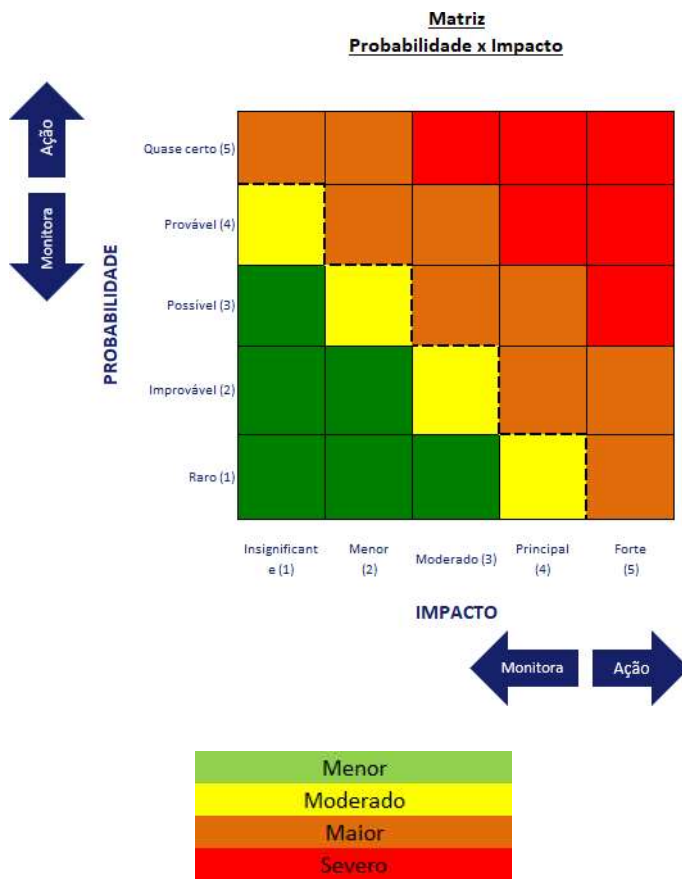 Matriz
Probabilidade x Impacto
Ação
Monitora
PROBABILIDADE
Quase certo (5)
Provável (4)
Possível (3)
Improvável (2)
Raro (1)
Insignificant
e (1)
Menor
(2)
Moderado (3)
Principal
(4)
Forte
(5)
IMPACTO
Monitora
Ação
Menor
Moderado
Maior
Severo